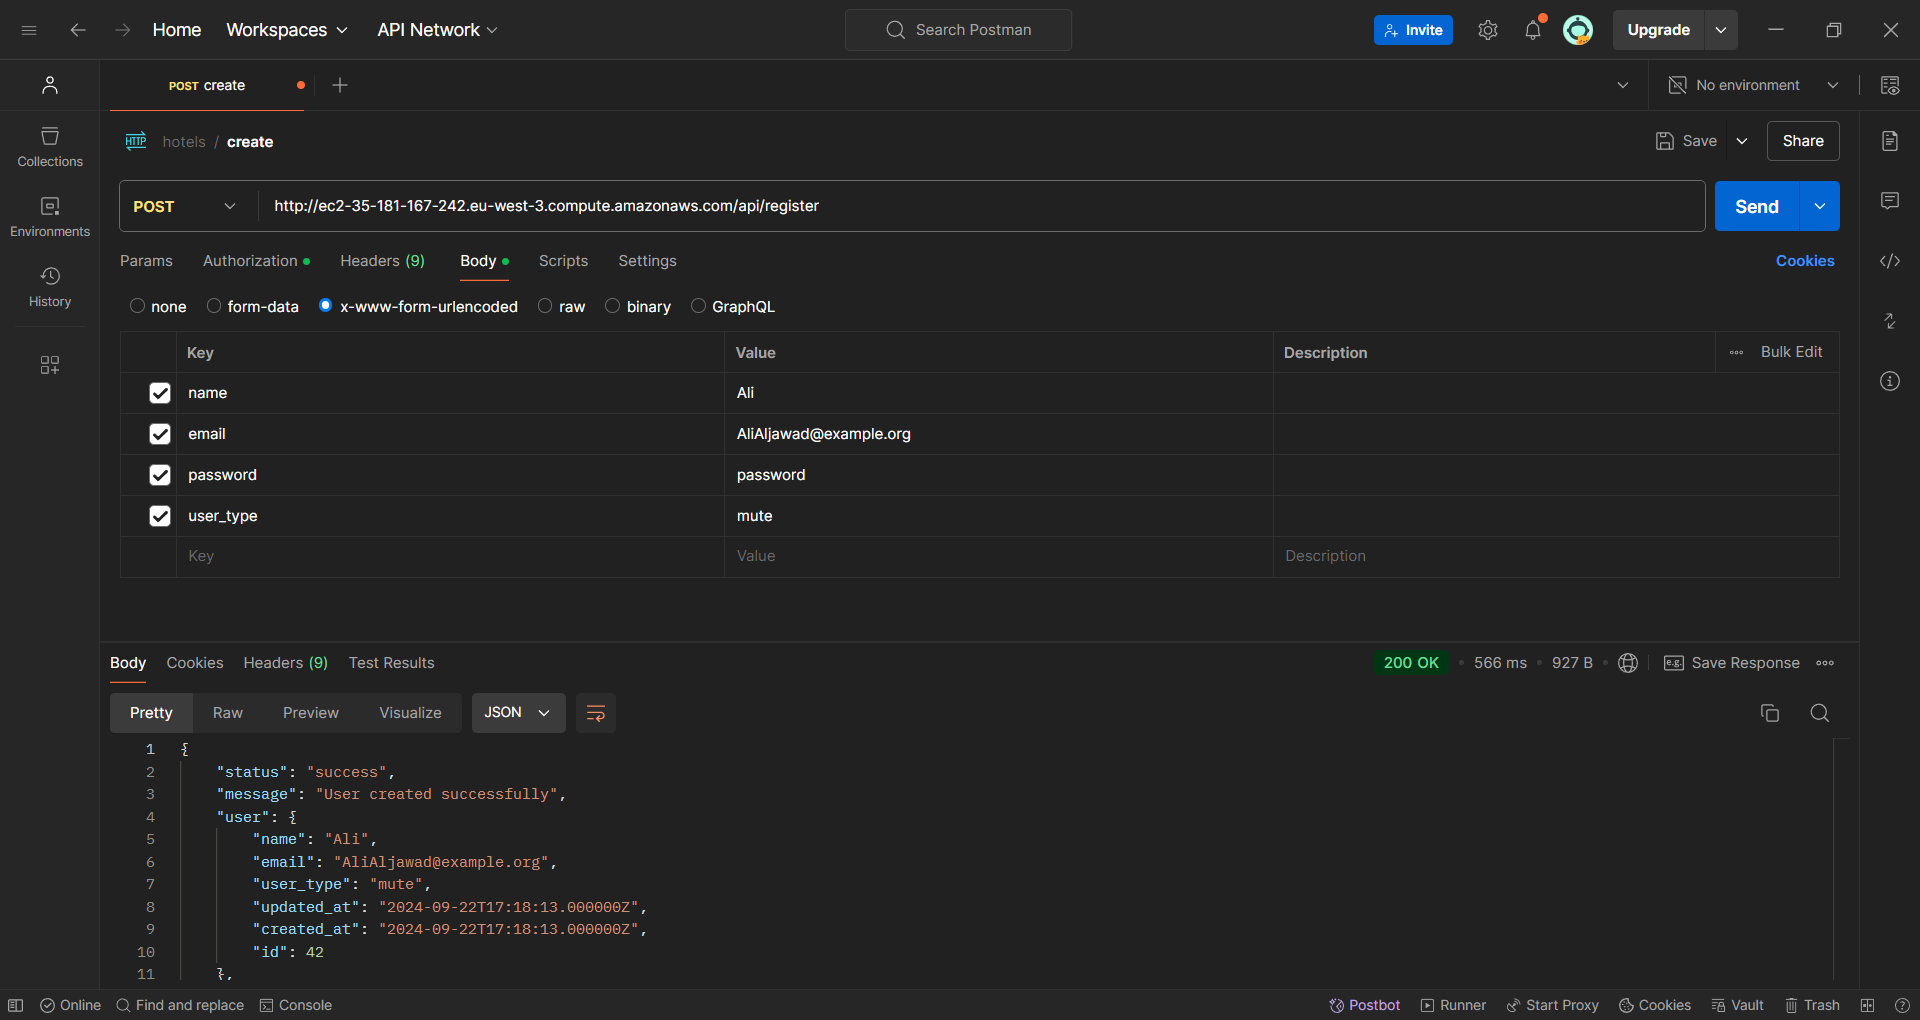 Home Workspaces API Network Search Postman Invite Upgrade
POST create No environment
HTTP hotels / create Save Share
Collections
Environments
History
POST http://ec2-35-181-167-242.eu-west-3.compute.amazonaws.com/api/register Send
Params Authorization Headers (9) Body Scripts Settings Cookies
none form-data x-www-form-urlencoded raw binary GraphQL
Key Value Description Bulk Edit
name Ali
email AliAljawad@example.org
password password
user_type mute
Key Value Description
Body Cookies Headers (9) Test Results 200 OK 566 ms 927 B e.g. Save Response
Pretty Raw Preview Visualize JSON
1 {
2 "status": "success",
3 "message": "User created successfully",
4 "user": {
5 "name": "Ali",
6 "email": "AliAljawad@example.org",
7 "user_type": "mute",
8 "updated_at": "2024-09-22T17:18:13.000000Z",
9 "created_at": "2024-09-22T17:18:13.000000Z",
10 "id": 42
11 },
Online Find and replace Console Postbot Runner Start Proxy Cookies Vault Trash